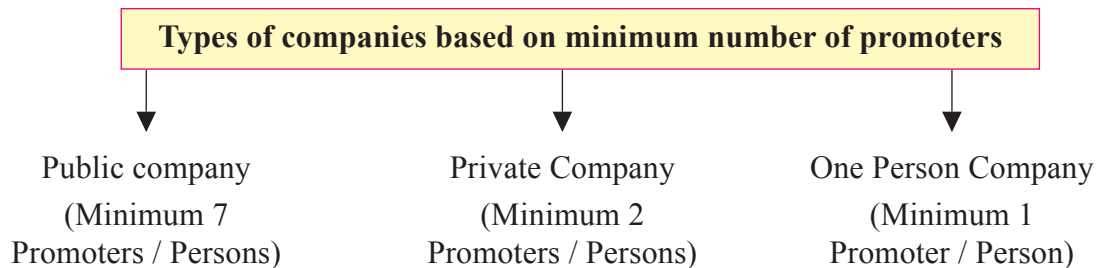 Types of companies based on minimum number of promoters
Public company
(Minimum 7
Promoters / Persons)
Private Company
(Minimum 2
Promoters / Persons)
One Person Company
(Minimum 1
Promoter / Person)